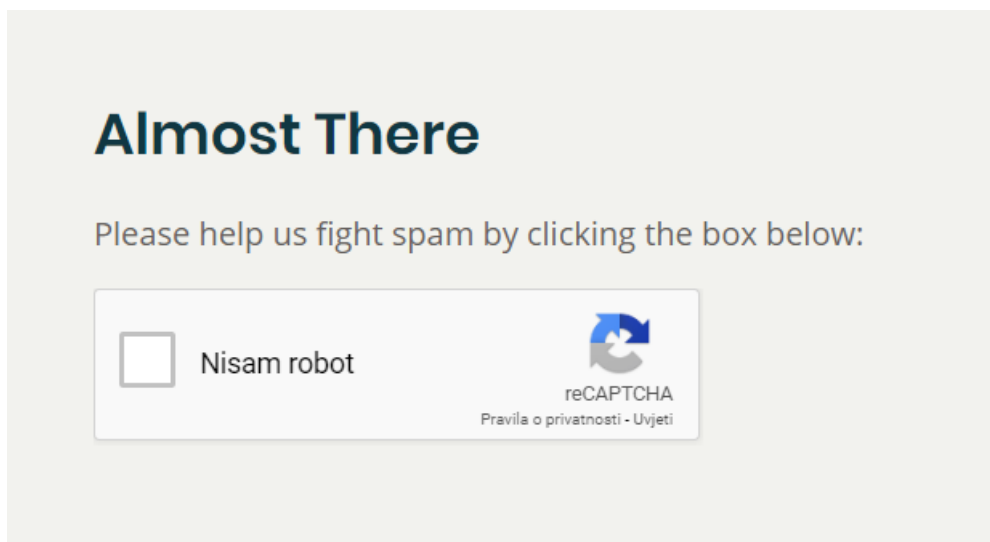 Almost There
Please help us fight spam by clicking the box below:
Nisam robot
reCAPTCHA
Pravila o privatnosti - Uvjeti